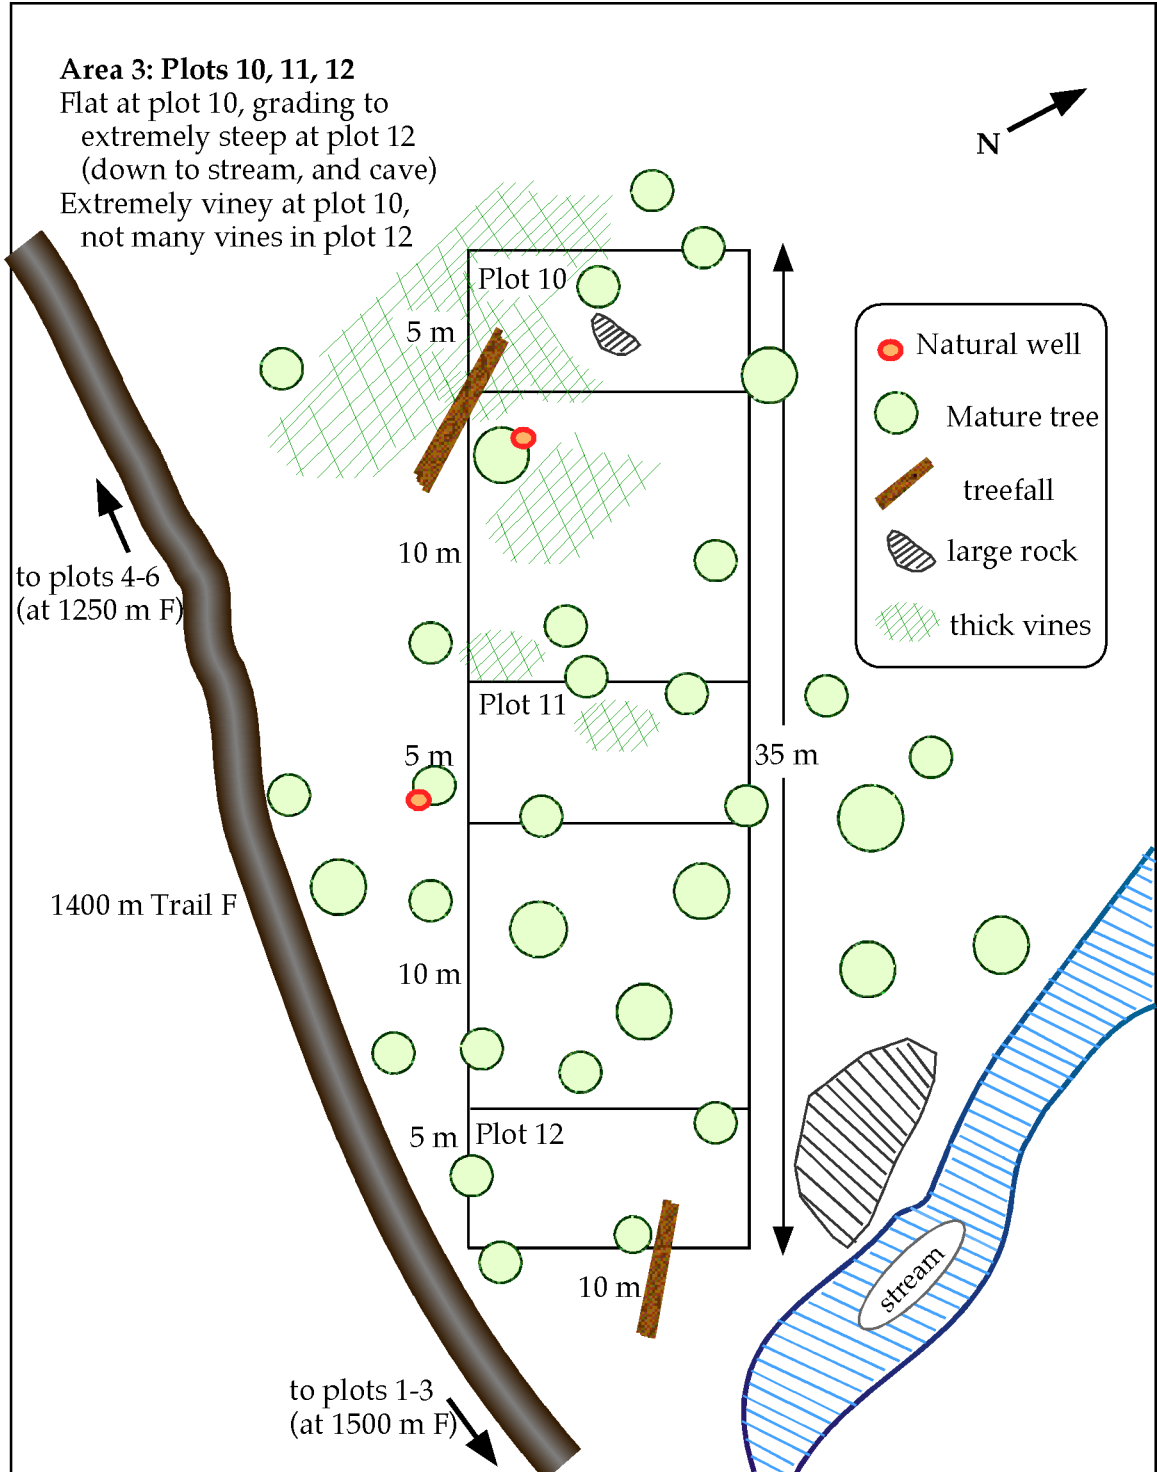 Area 3: Plots 10, 11, 12
Flat at plot 10, grading to
extremely steep at plot 12
(down to stream, and cave)
Extremely viney at plot 10,
not many vines in plot 12
N
Plot 10
5 m
Natural well
Mature tree
treefall
large rock
thick vines
10 m
to plots 4-6
(at 1250 m F)
Plot 11
5 m
35 m
1400 m Trail F
10 m
5 m
Plot 12
stream
10 m
to plots 1-3
(at 1500 m F)